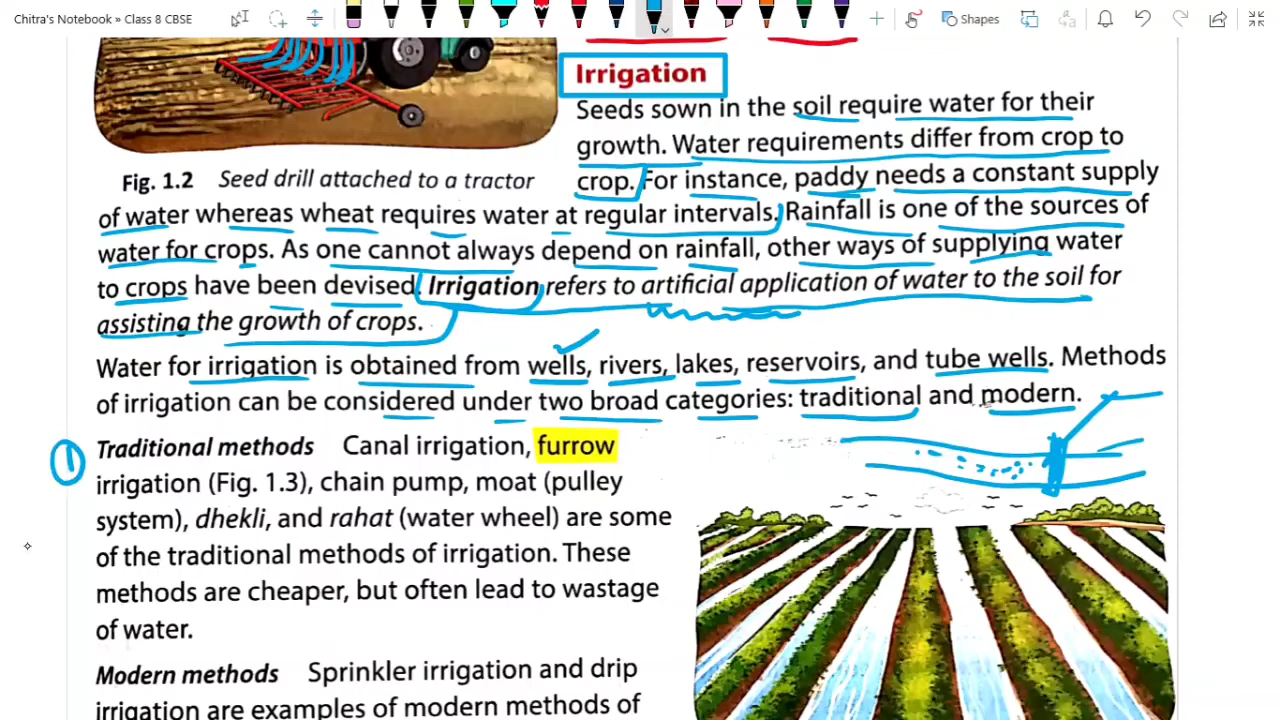 Chitra's Notebook » Class 8 CBSE
Shapes
Irrigation
Seeds sown in the soil require water for their
growth. Water requirements differ from crop to
crop. For instance, paddy needs a constant supply
Fig. 1.2 Seed drill attached to a tractor
of water whereas wheat requires water at regular intervals. Rainfall is one of the sources of
water for crops. As one cannot always depend on rainfall, other ways of supplying water
to crops have been devised. Irrigation refers to artificial application of water to the soil for
assisting the growth of crops.
Water for irrigation is obtained from wells, rivers, lakes, reservoirs, and tube wells. Methods
of irrigation can be considered under two broad categories: traditional and modern.
1
Traditional methods Canal irrigation, furrow
irrigation (Fig. 1.3), chain pump, moat (pulley
system), dhekli, and rahat (water wheel) are some
of the traditional methods of irrigation. These
methods are cheaper, but often lead to wastage
of water.
Modern methods Sprinkler irrigation and drip
irrigation are examples of modern methods of